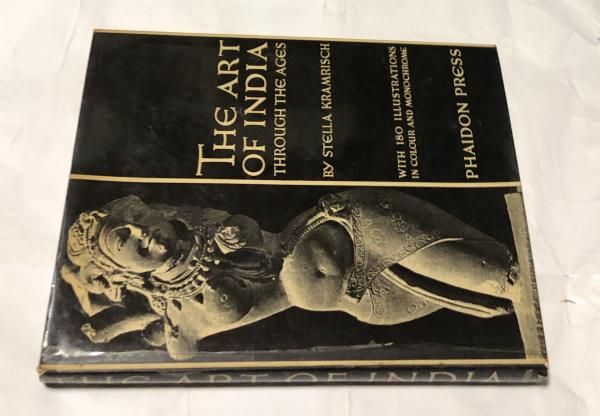 THE ART
OF INDIA
THROUGH THE AGES
BY STELLA KRAMRISCH
WITH 180 ILLUSTRATIONS
IN COLOUR AND MONOCHROME
PHAIDON PRESS
THE ART OF INDIA